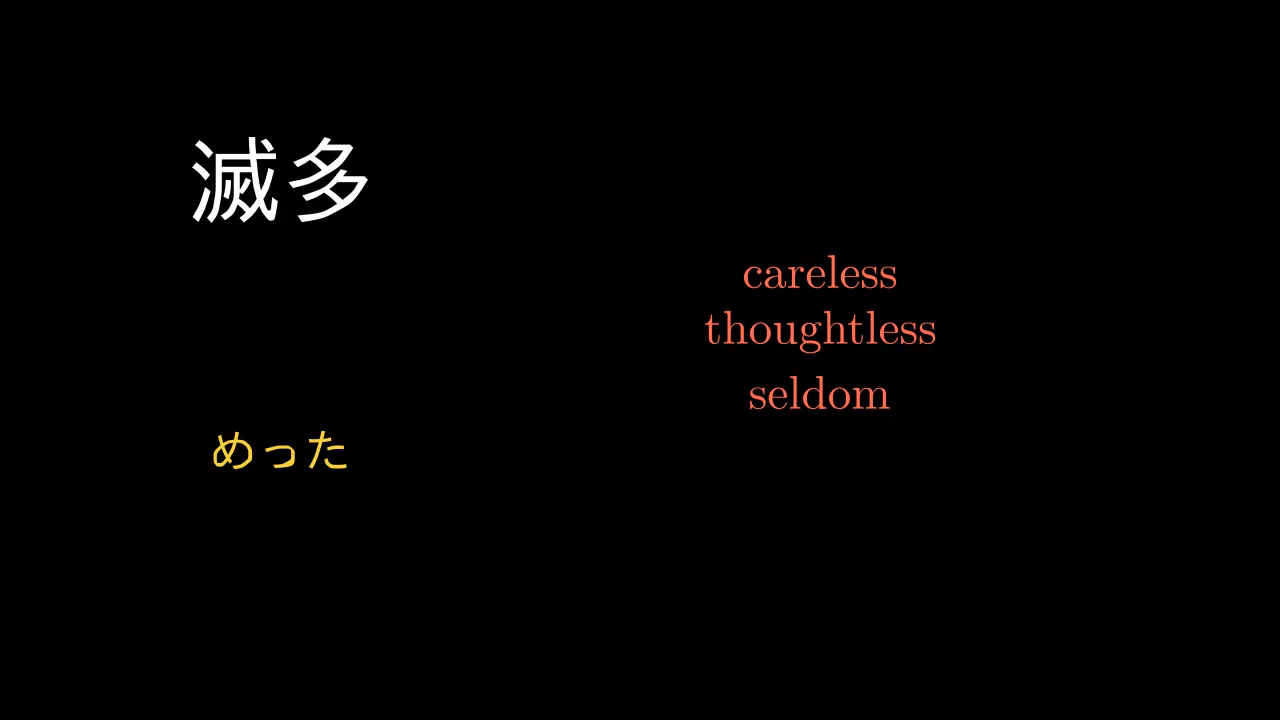 滅多
めった
careless
thoughtless
seldom